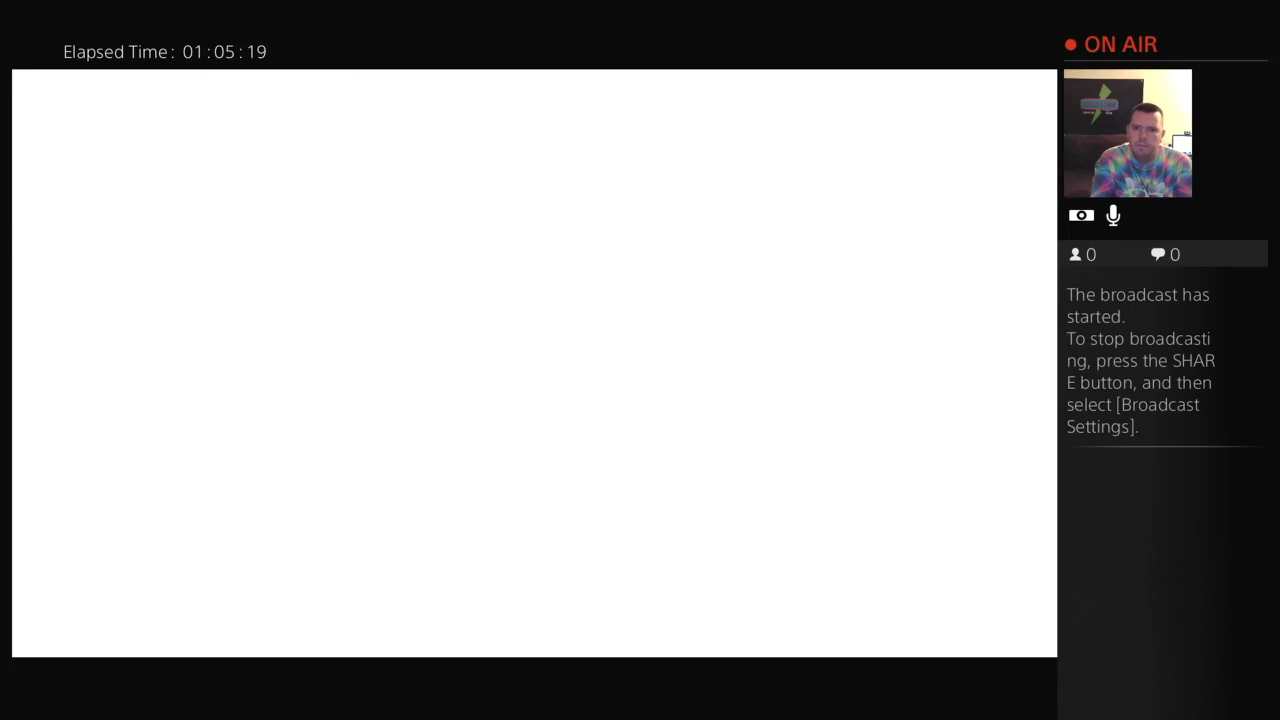 Elapsed Time: 01:05:19
ON AIR
0
0
The broadcast has
started.
To stop broadcasti
ng, press the SHAR
E button, and then
select [Broadcast
Settings].